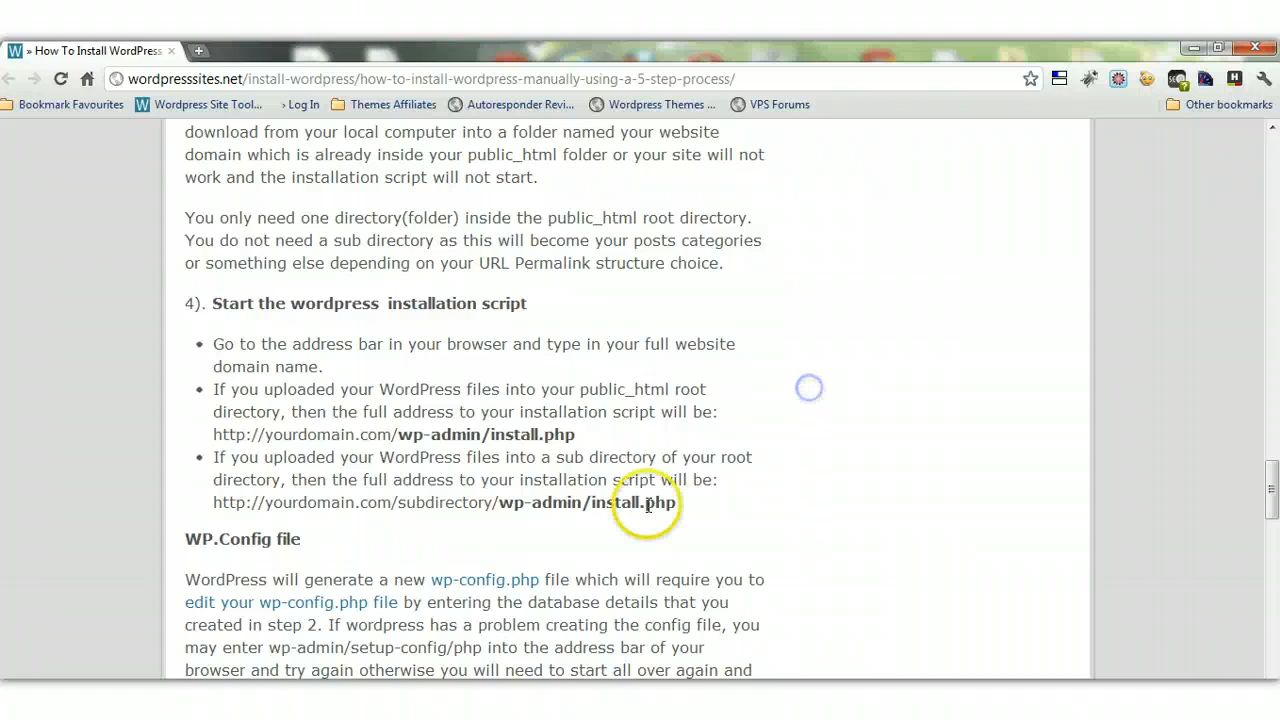 » How To Install WordPress
wordpresssites.net/install-wordpress/how-to-install-wordpress-manually-using-a-5-step-process/
Bookmark Favourites Wordpress Site Tool... › Log In Themes Affiliates Autoresponder Revi... Wordpress Themes ... VPS Forums Other bookmarks
download from your local computer into a folder named your website
domain which is already inside your public_html folder or your site will not
work and the installation script will not start.
You only need one directory(folder) inside the public_html root directory.
You do not need a sub directory as this will become your posts categories
or something else depending on your URL Permalink structure choice.
4). Start the wordpress installation script
• Go to the address bar in your browser and type in your full website
domain name.
• If you uploaded your WordPress files into your public_html root
directory, then the full address to your installation script will be:
http://yourdomain.com/wp-admin/install.php
• If you uploaded your WordPress files into a sub directory of your root
directory, then the full address to your installation script will be:
http://yourdomain.com/subdirectory/wp-admin/install.php
WP.Config file
WordPress will generate a new wp-config.php file which will require you to
edit your wp-config.php file by entering the database details that you
created in step 2. If wordpress has a problem creating the config file, you
may enter wp-admin/setup-config/php into the address bar of your
browser and try again otherwise you will need to start all over again and